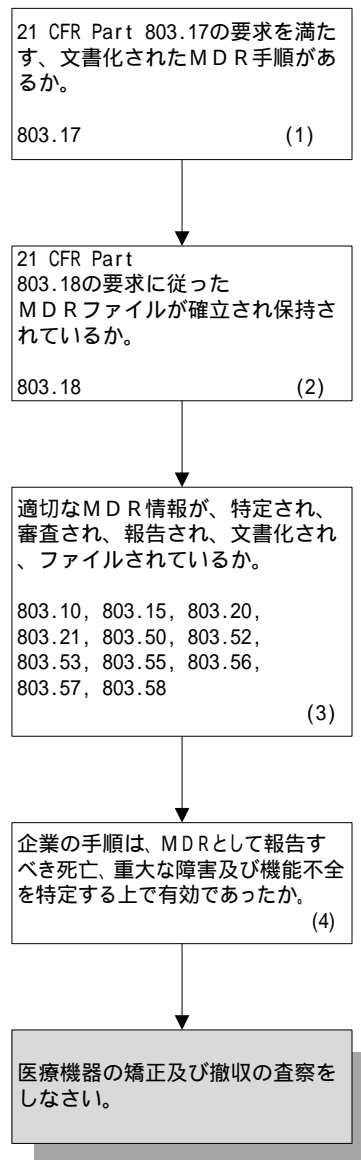 21 CFR Part 803.17の要求を満た
す、文書化されたＭＤＲ手順があ
るか。
803.17 (1)
21 CFR Part
803.18の要求に従った
ＭＤＲファイルが確立され保持さ
れているか。
803.18 (2)
適切なＭＤＲ情報が、特定され、
審査され、報告され、文書化され
、ファイルされているか。
803.10, 803.15, 803.20,
803.21, 803.50, 803.52,
803.53, 803.55, 803.56,
803.57, 803.58
(3)
企業の手順は、MDRとして報告す
べき死亡、重大な障害及び機能不全
を特定する上で有効であったか。
(4)
医療機器の矯正及び撤収の査察を
しなさい。